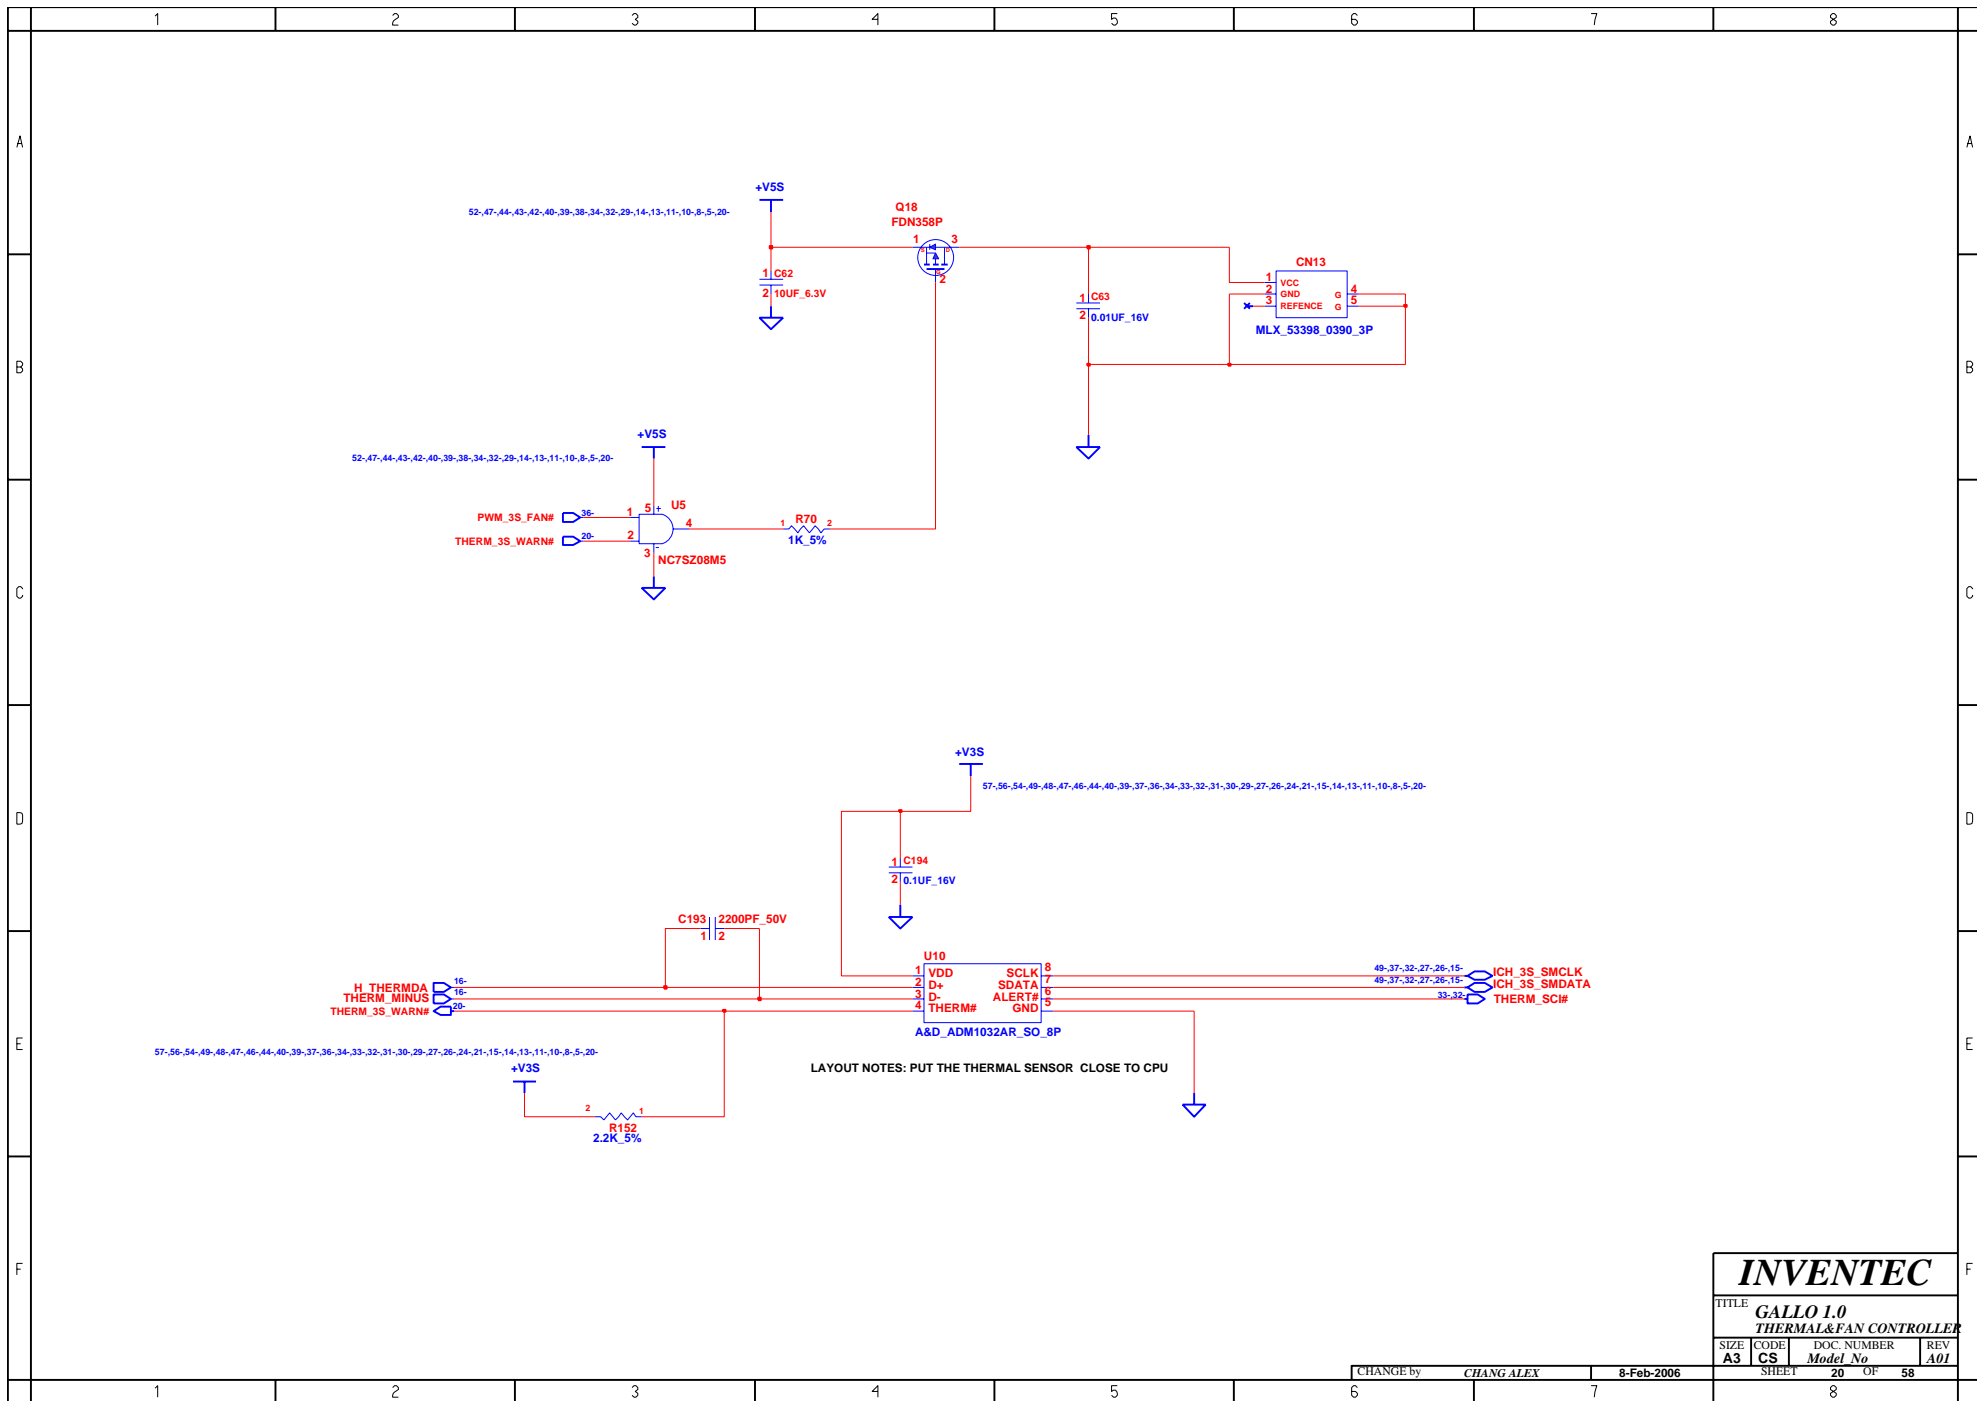 1 2 3 4 5 6 7 8
A A
+V5S
52-,47-,44-,43-,42-,40-,39-,38-,34-,32-,29-,14-,13-,11-,10-,8-,5-,20-
Q18
FDN358P
1 3
S D
G
2
1 C62
2 10UF_6.3V
1 C63
2 0.01UF_16V
CN13
1 VCC
2 GND G 4
3 REFENCE G 5
MLX_53398_0390_3P
B B
+V5S
52-,47-,44-,43-,42-,40-,39-,38-,34-,32-,29-,14-,13-,11-,10-,8-,5-,20-
U5
5 +
PWM_3S_FAN# 36- 1
4
THERM_3S_WARN# 20- 2
3 -
NC7SZ08M5
R70
1 2
1K_5%
C C
+V3S
57-,56-,54-,49-,48-,47-,46-,44-,40-,39-,37-,36-,34-,33-,32-,31-,30-,29-,27-,26-,24-,21-,15-,14-,13-,11-,10-,8-,5-,20-
D D
1 C194
2 0.1UF_16V
C193 2200PF_50V
1 2
U10
1 VDD SCLK 8
2 D+ SDATA 7
3 D- ALERT# 6
4 THERM# GND 5
A&D_ADM1032AR_SO_8P
H_THERMDA 16-
THERM_MINUS 16-
THERM_3S_WARN# 20-
49-,37-,32-,27-,26-,15- ICH_3S_SMCLK
49-,37-,32-,27-,26-,15- ICH_3S_SMDATA
33-,32- THERM_SCI#
E E
57-,56-,54-,49-,48-,47-,46-,44-,40-,39-,37-,36-,34-,33-,32-,31-,30-,29-,27-,26-,24-,21-,15-,14-,13-,11-,10-,8-,5-,20-
+V3S
LAYOUT NOTES: PUT THE THERMAL SENSOR  CLOSE TO CPU
2 1
R152
2.2K_5%
F F
INVENTEC
TITLE GALLO 1.0
THERMAL&FAN CONTROLLER
SIZE CODE DOC. NUMBER REV
A3 CS Model_No A01
CHANGE by CHANG ALEX 8-Feb-2006 SHEET 20 OF 58
1 2 3 4 5 6 7 8